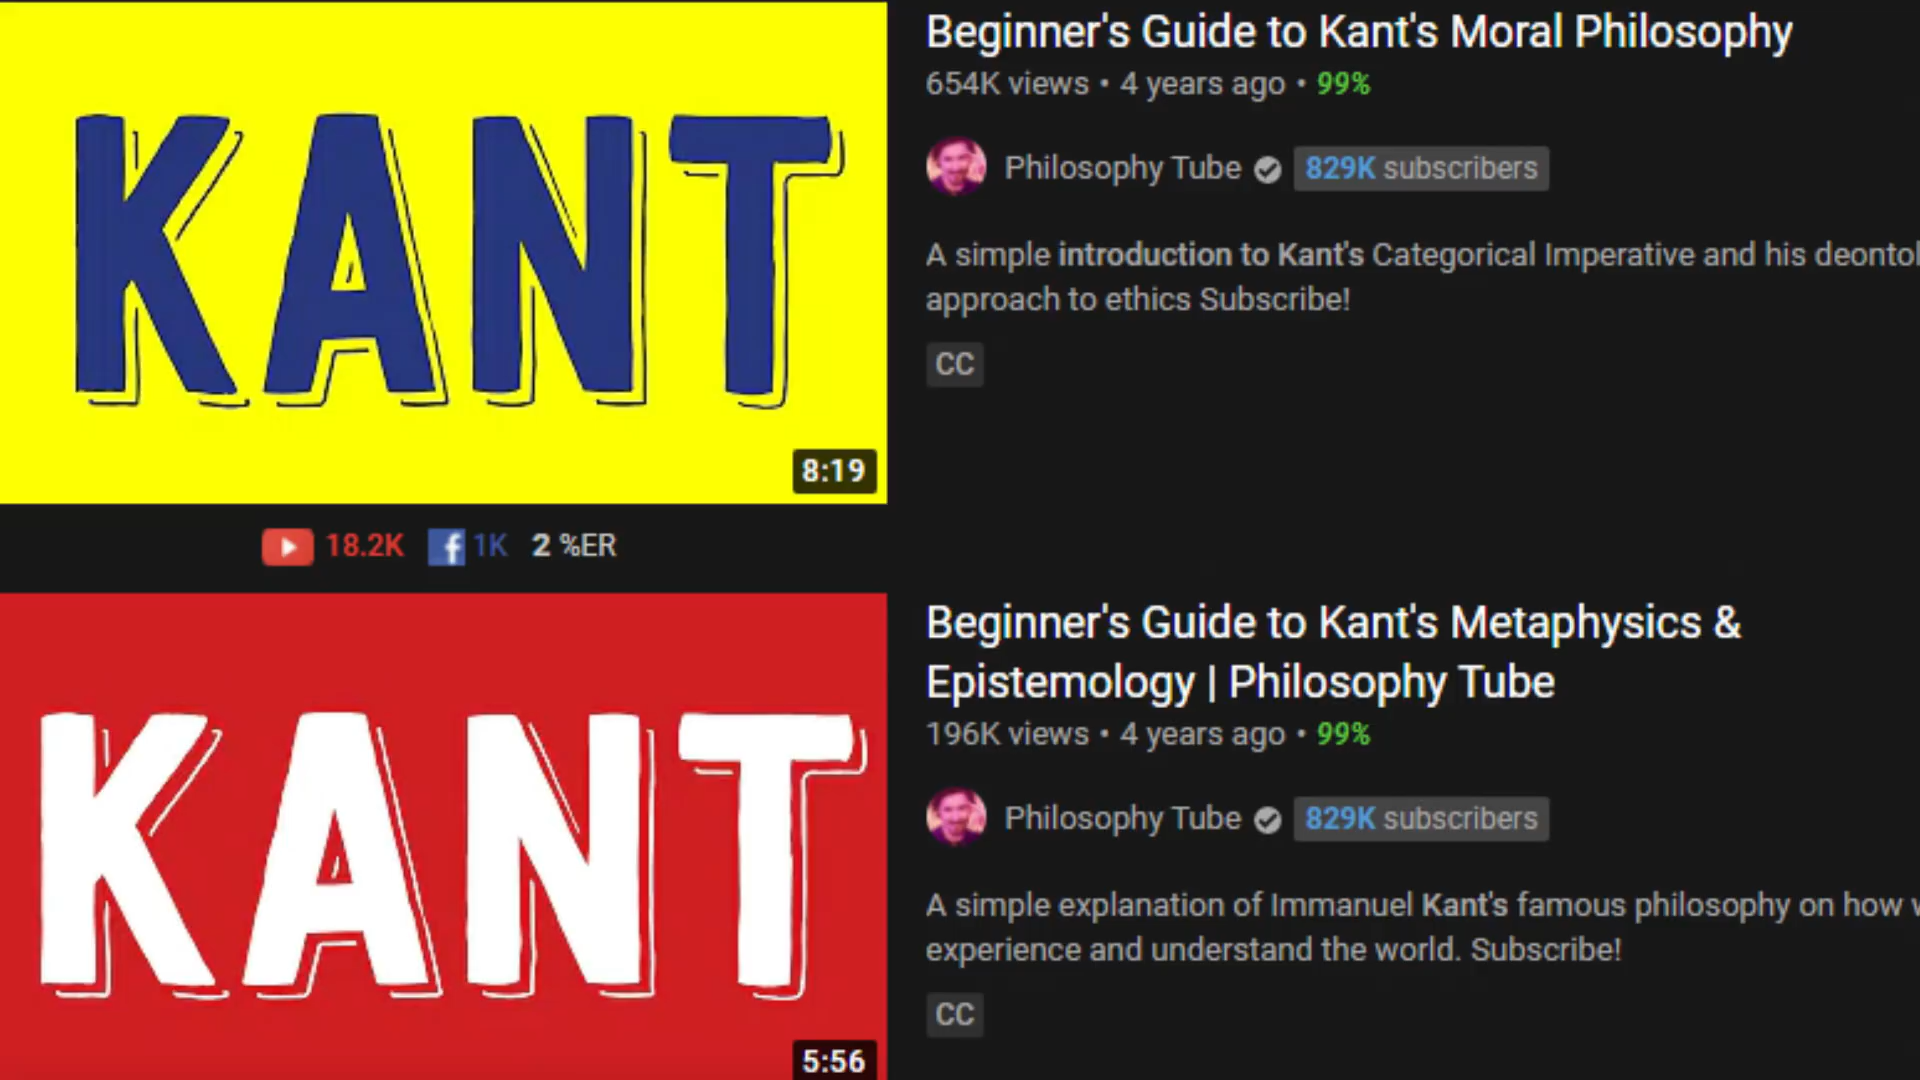 KANT
8:19
18.2K 1K 2 %ER
Beginner's Guide to Kant's Moral Philosophy
654K views • 4 years ago • 99%
Philosophy Tube 829K subscribers
A simple introduction to Kant's Categorical Imperative and his deontol
approach to ethics Subscribe!
CC
KANT
5:56
Beginner's Guide to Kant's Metaphysics &
Epistemology | Philosophy Tube
196K views • 4 years ago • 99%
Philosophy Tube 829K subscribers
A simple explanation of Immanuel Kant's famous philosophy on how
experience and understand the world. Subscribe!
CC